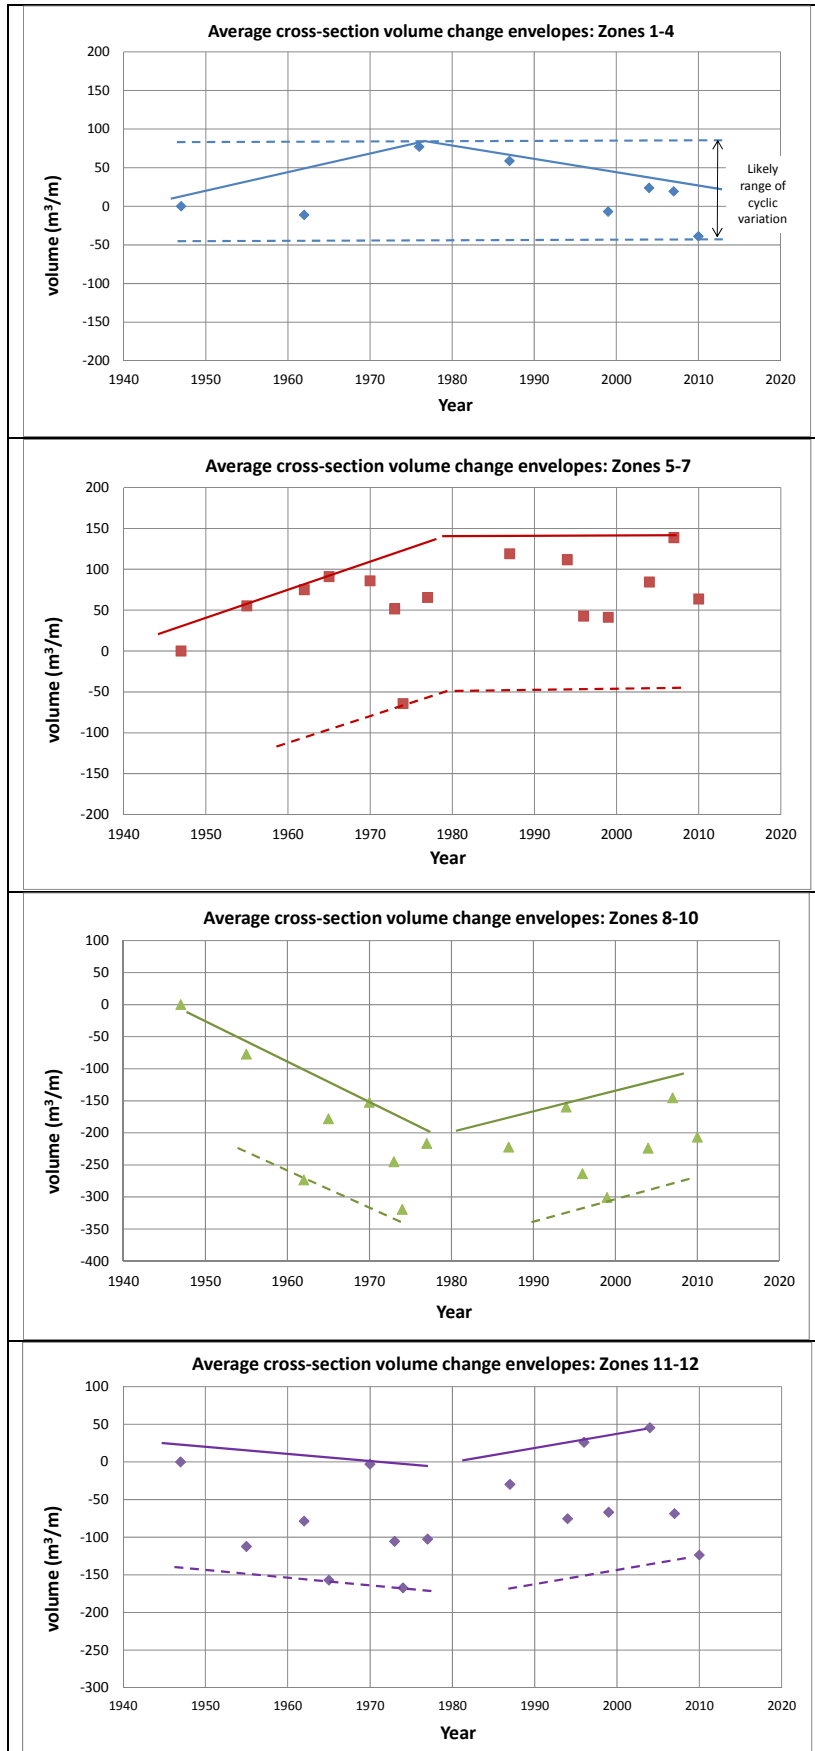 Average cross-section volume change envelopes: Zones 1-4
200
150
100
50
0
-50
-100
-150
-200
volume (m³/m)
Likely
range of
cyclic
variation
1940 1950 1960 1970 1980 1990 2000 2010 2020
Year
Average cross-section volume change envelopes: Zones 5-7
200
150
100
50
0
-50
-100
-150
-200
volume (m³/m)
1940 1950 1960 1970 1980 1990 2000 2010 2020
Year
Average cross-section volume change envelopes: Zones 8-10
100
50
0
-50
-100
-150
-200
-250
-300
-350
-400
volume (m³/m)
1940 1950 1960 1970 1980 1990 2000 2010 2020
Year
Average cross-section volume change envelopes: Zones 11-12
100
50
0
-50
-100
-150
-200
-250
-300
volume (m³/m)
1940 1950 1960 1970 1980 1990 2000 2010 2020
Year